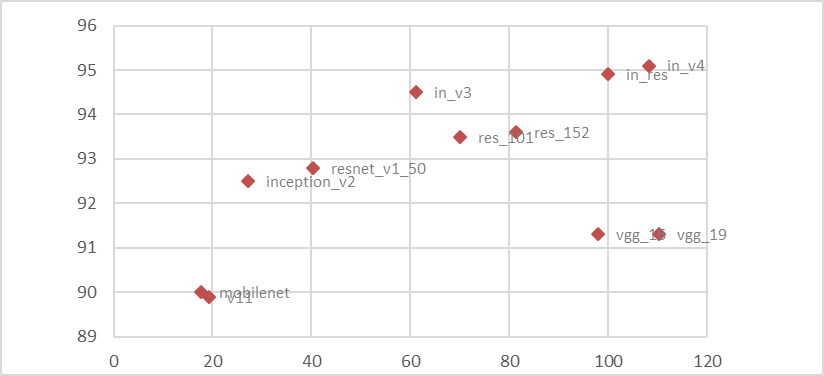 96
95
94
93
92
91
90
89
in_v4
in_res
in_v3
res_152
res_101
resnet_v1_50
inception_v2
vgg_16 vgg_19
mobilenet
v11
0 20 40 60 80 100 120